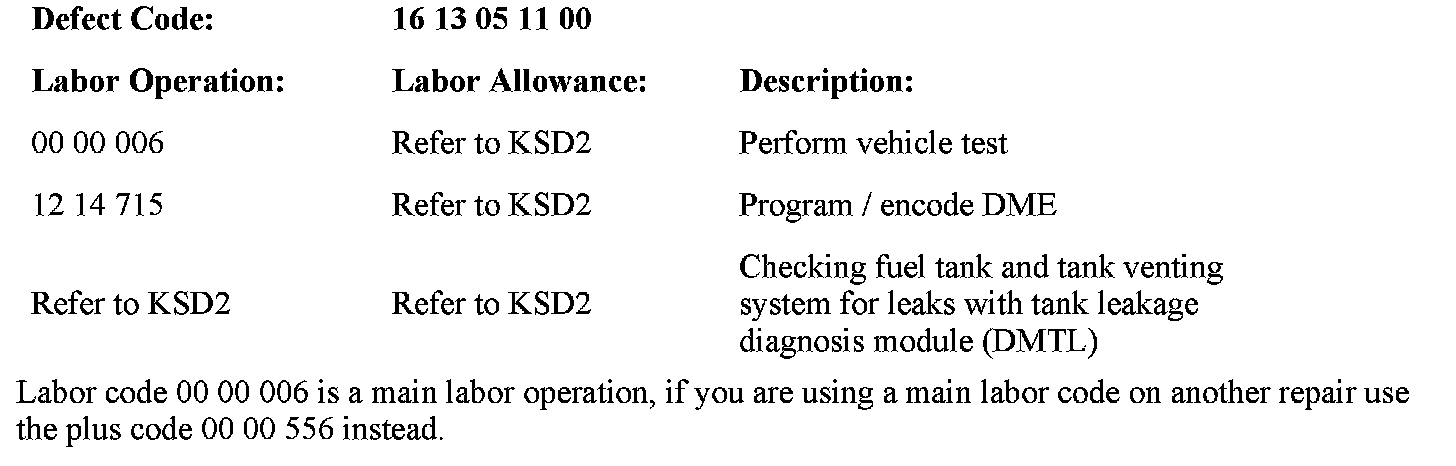 Defect Code: 16 13 05 11 00
Labor Operation: Labor Allowance: Description:
00 00 006 Refer to KSD2 Perform vehicle test
12 14 715 Refer to KSD2 Program / encode DME
Refer to KSD2 Refer to KSD2 Checking fuel tank and tank venting
system for leaks with tank leakage
diagnosis module (DMTL)
Labor code 00 00 006 is a main labor operation, if you are using a main labor code on another repair use
the plus code 00 00 556 instead.